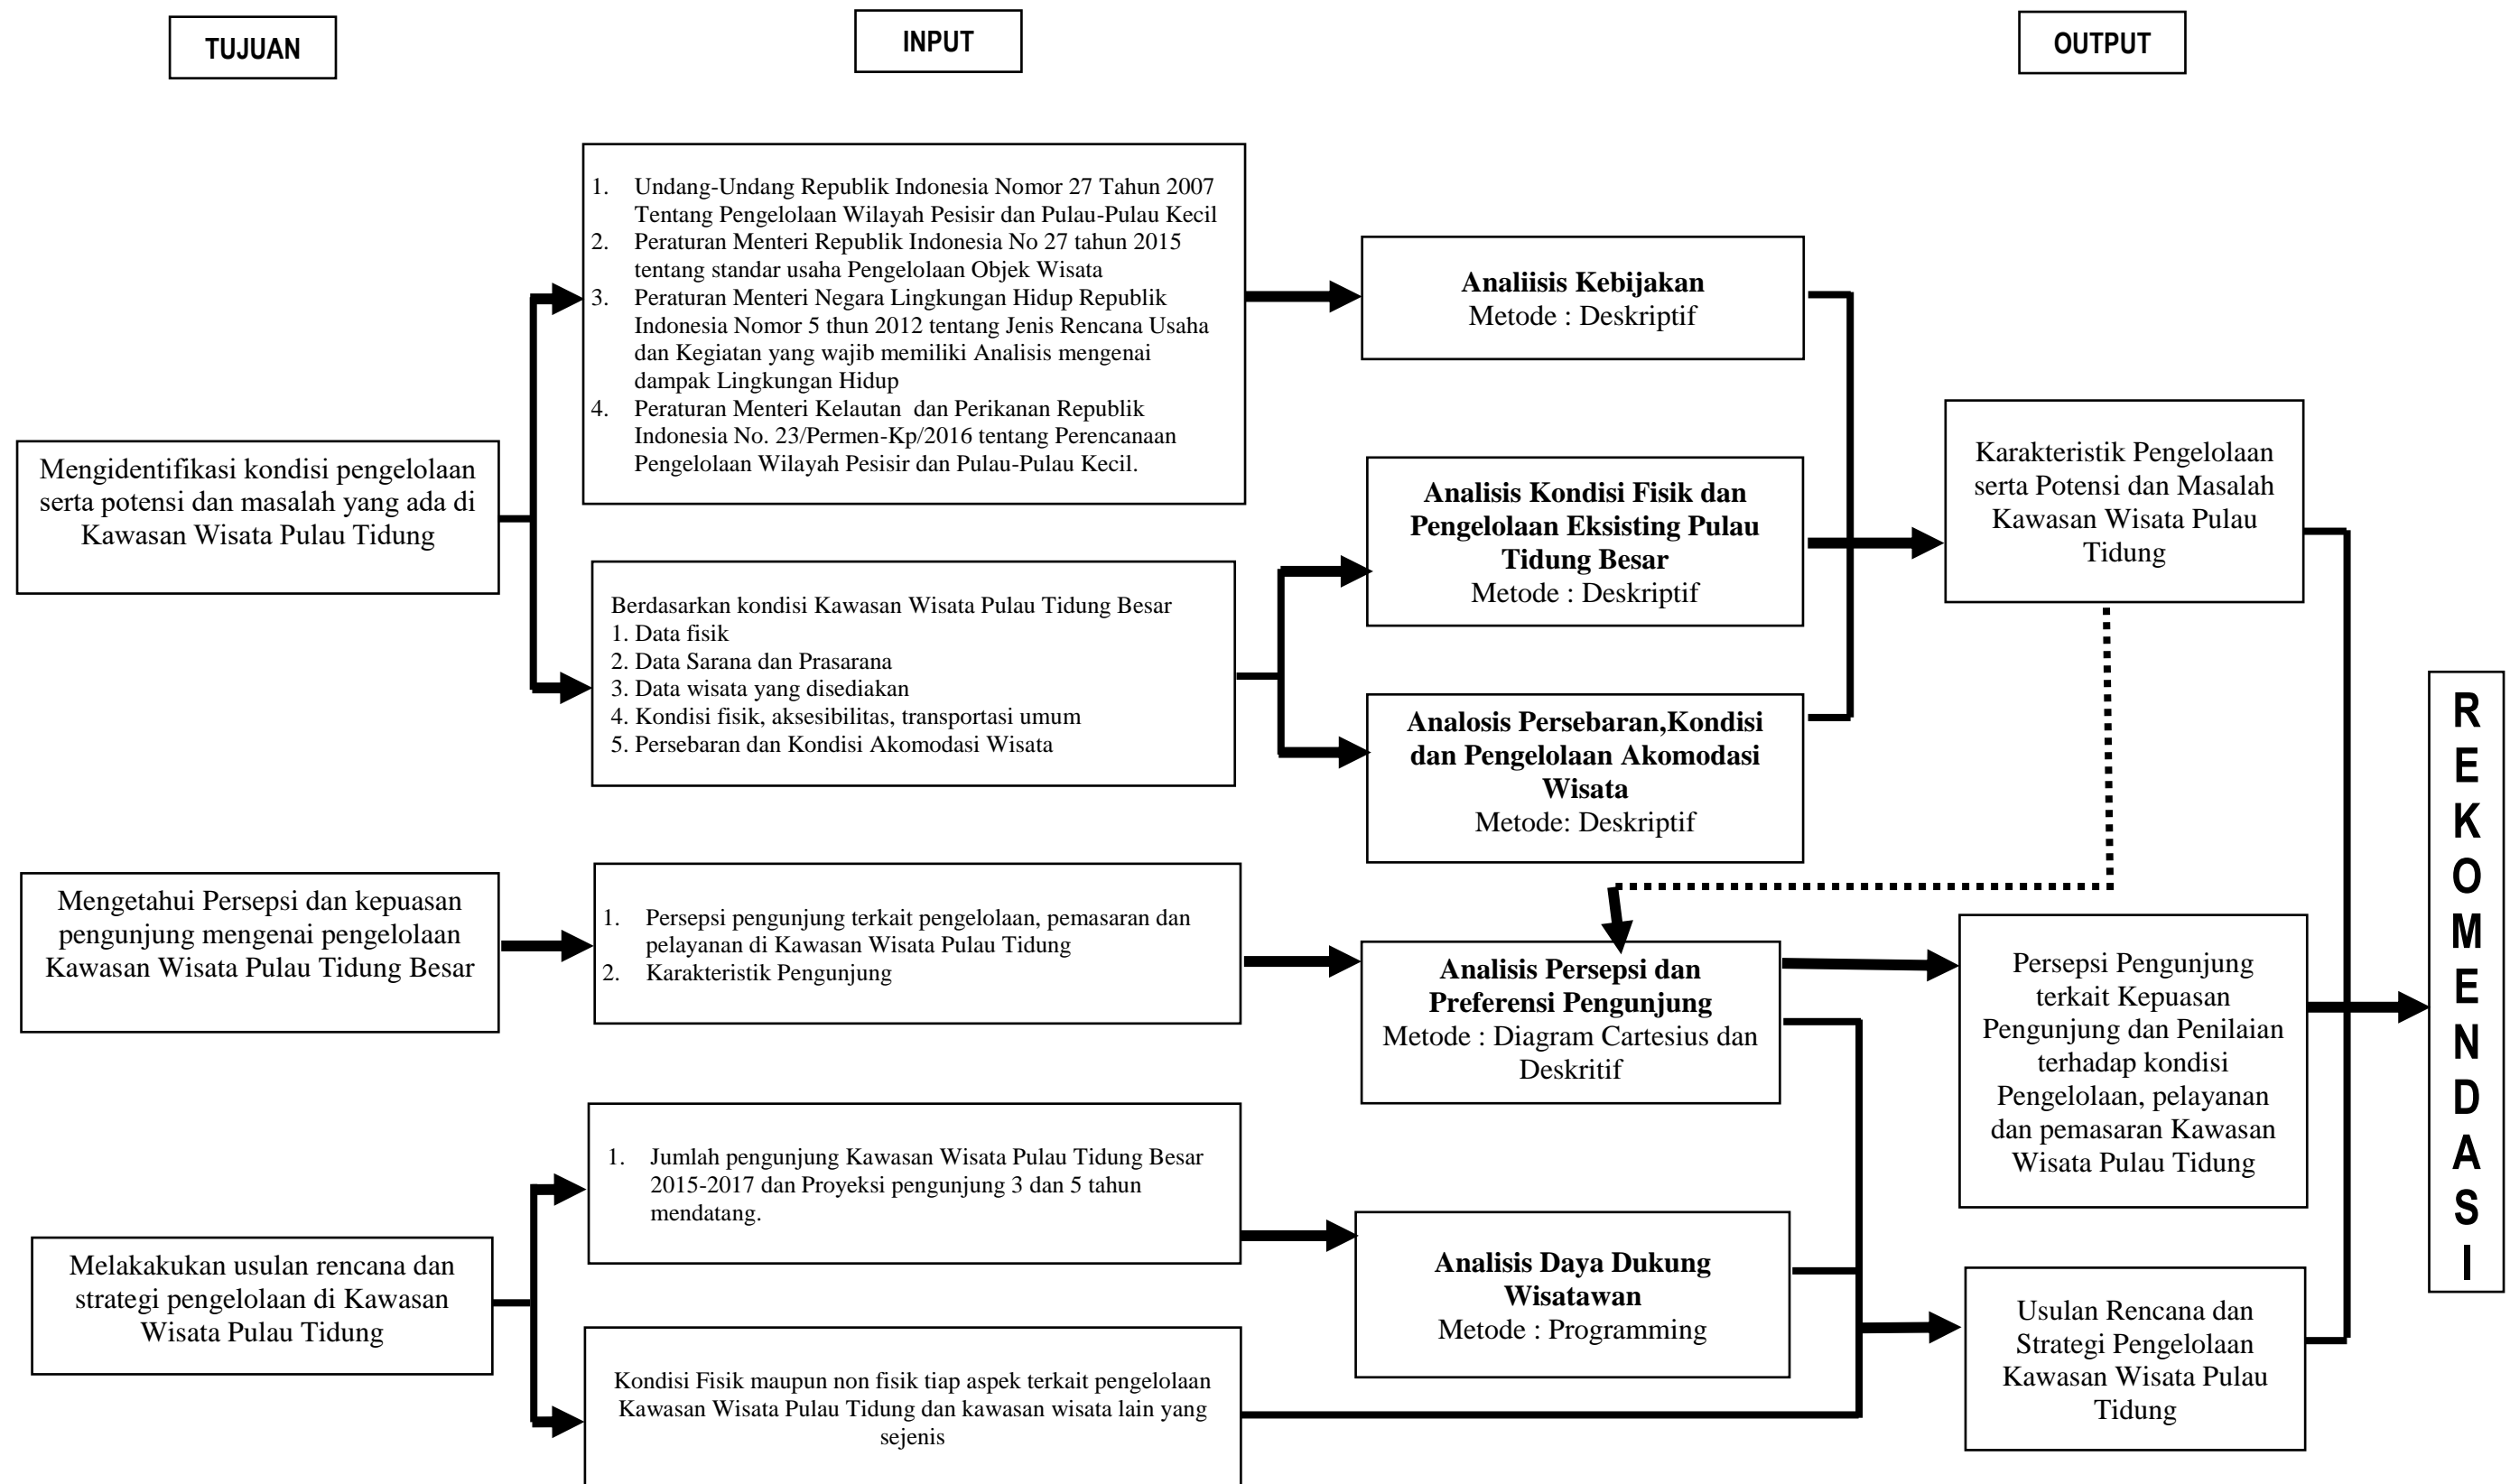 TUJUAN
INPUT
OUTPUT
Mengidentifikasi kondisi pengelolaan
serta potensi dan masalah yang ada di
Kawasan Wisata Pulau Tidung
1. Undang-Undang Republik Indonesia Nomor 27 Tahun 2007
Tentang Pengelolaan Wilayah Pesisir dan Pulau-Pulau Kecil
2. Peraturan Menteri Republik Indonesia No 27 tahun 2015
tentang standar usaha Pengelolaan Objek Wisata
3. Peraturan Menteri Negara Lingkungan Hidup Republik
Indonesia Nomor 5 thun 2012 tentang Jenis Rencana Usaha
dan Kegiatan yang wajib memiliki Analisis mengenai
dampak Lingkungan Hidup
4. Peraturan Menteri Kelautan dan Perikanan Republik
Indonesia No. 23/Permen-Kp/2016 tentang Perencanaan
Pengelolaan Wilayah Pesisir dan Pulau-Pulau Kecil.
Berdasarkan kondisi Kawasan Wisata Pulau Tidung Besar
1. Data fisik
2. Data Sarana dan Prasarana
3. Data wisata yang disediakan
4. Kondisi fisik, aksesibilitas, transportasi umum
5. Persebaran dan Kondisi Akomodasi Wisata
Analiisis Kebijakan
Metode : Deskriptif
Analisis Kondisi Fisik dan
Pengelolaan Eksisting Pulau
Tidung Besar
Metode : Deskriptif
Analosis Persebaran,Kondisi
dan Pengelolaan Akomodasi
Wisata
Metode: Deskriptif
Karakteristik Pengelolaan
serta Potensi dan Masalah
Kawasan Wisata Pulau
Tidung
Mengetahui Persepsi dan kepuasan
pengunjung mengenai pengelolaan
Kawasan Wisata Pulau Tidung Besar
1. Persepsi pengunjung terkait pengelolaan, pemasaran dan
pelayanan di Kawasan Wisata Pulau Tidung
2. Karakteristik Pengunjung
Analisis Persepsi dan
Preferensi Pengunjung
Metode : Diagram Cartesius dan
Deskritif
Persepsi Pengunjung
terkait Kepuasan
Pengunjung dan Penilaian
terhadap kondisi
Pengelolaan, pelayanan
dan pemasaran Kawasan
Wisata Pulau Tidung
Melakakukan usulan rencana dan
strategi pengelolaan di Kawasan
Wisata Pulau Tidung
1. Jumlah pengunjung Kawasan Wisata Pulau Tidung Besar
2015-2017 dan Proyeksi pengunjung 3 dan 5 tahun
mendatang.
Kondisi Fisik maupun non fisik tiap aspek terkait pengelolaan
Kawasan Wisata Pulau Tidung dan kawasan wisata lain yang
sejenis
Analisis Daya Dukung
Wisatawan
Metode : Programming
Usulan Rencana dan
Strategi Pengelolaan
Kawasan Wisata Pulau
Tidung
R
E
K
O
M
E
N
D
A
S
I